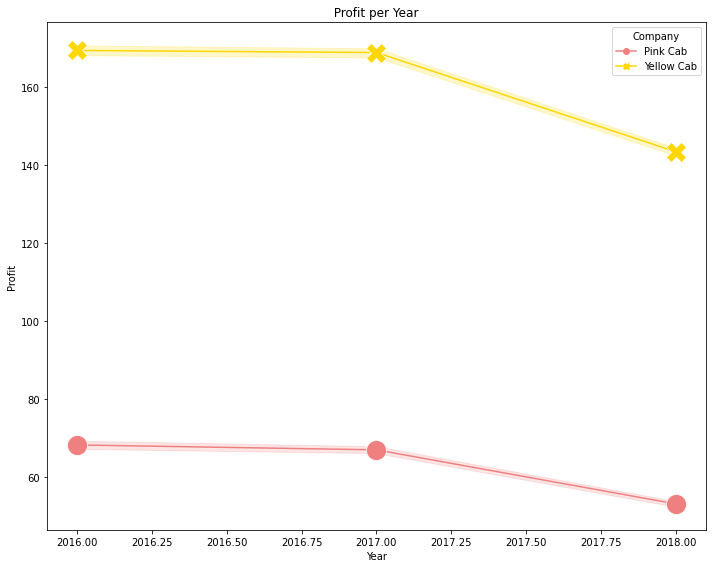 Profit per Year
Company
Pink Cab
Yellow Cab
160
140
120
100
80
60
Profit
2016.00 2016.25 2016.50 2016.75 2017.00 2017.25 2017.50 2017.75 2018.00
Year